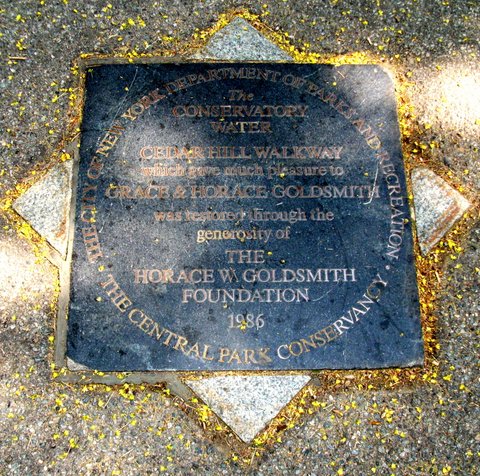 THE CITY OF NEW YORK DEPARTMENT OF PARKS AND RECREATION
The
CONSERVATORY
WATER
CEDAR HILL WALKWAY
which gave much pleasure to
GRACE & HORACE GOLDSMITH
was restored through the
generosity of
THE
HORACE W. GOLDSMITH
FOUNDATION
1986
· THE CENTRAL PARK CONSERVANCY ·